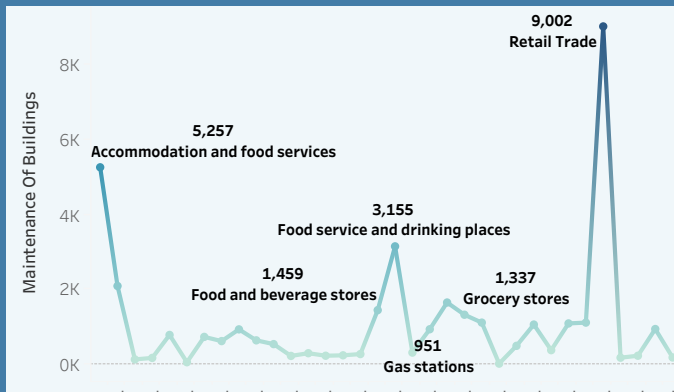 9,002
Retail Trade
8K
6K
5,257
Accommodation and food services
4K
3,155
Food service and drinking places
1,459
Food and beverage stores
1,337
Grocery stores
2K
951
Gas stations
0K
Maintenance Of Buildings